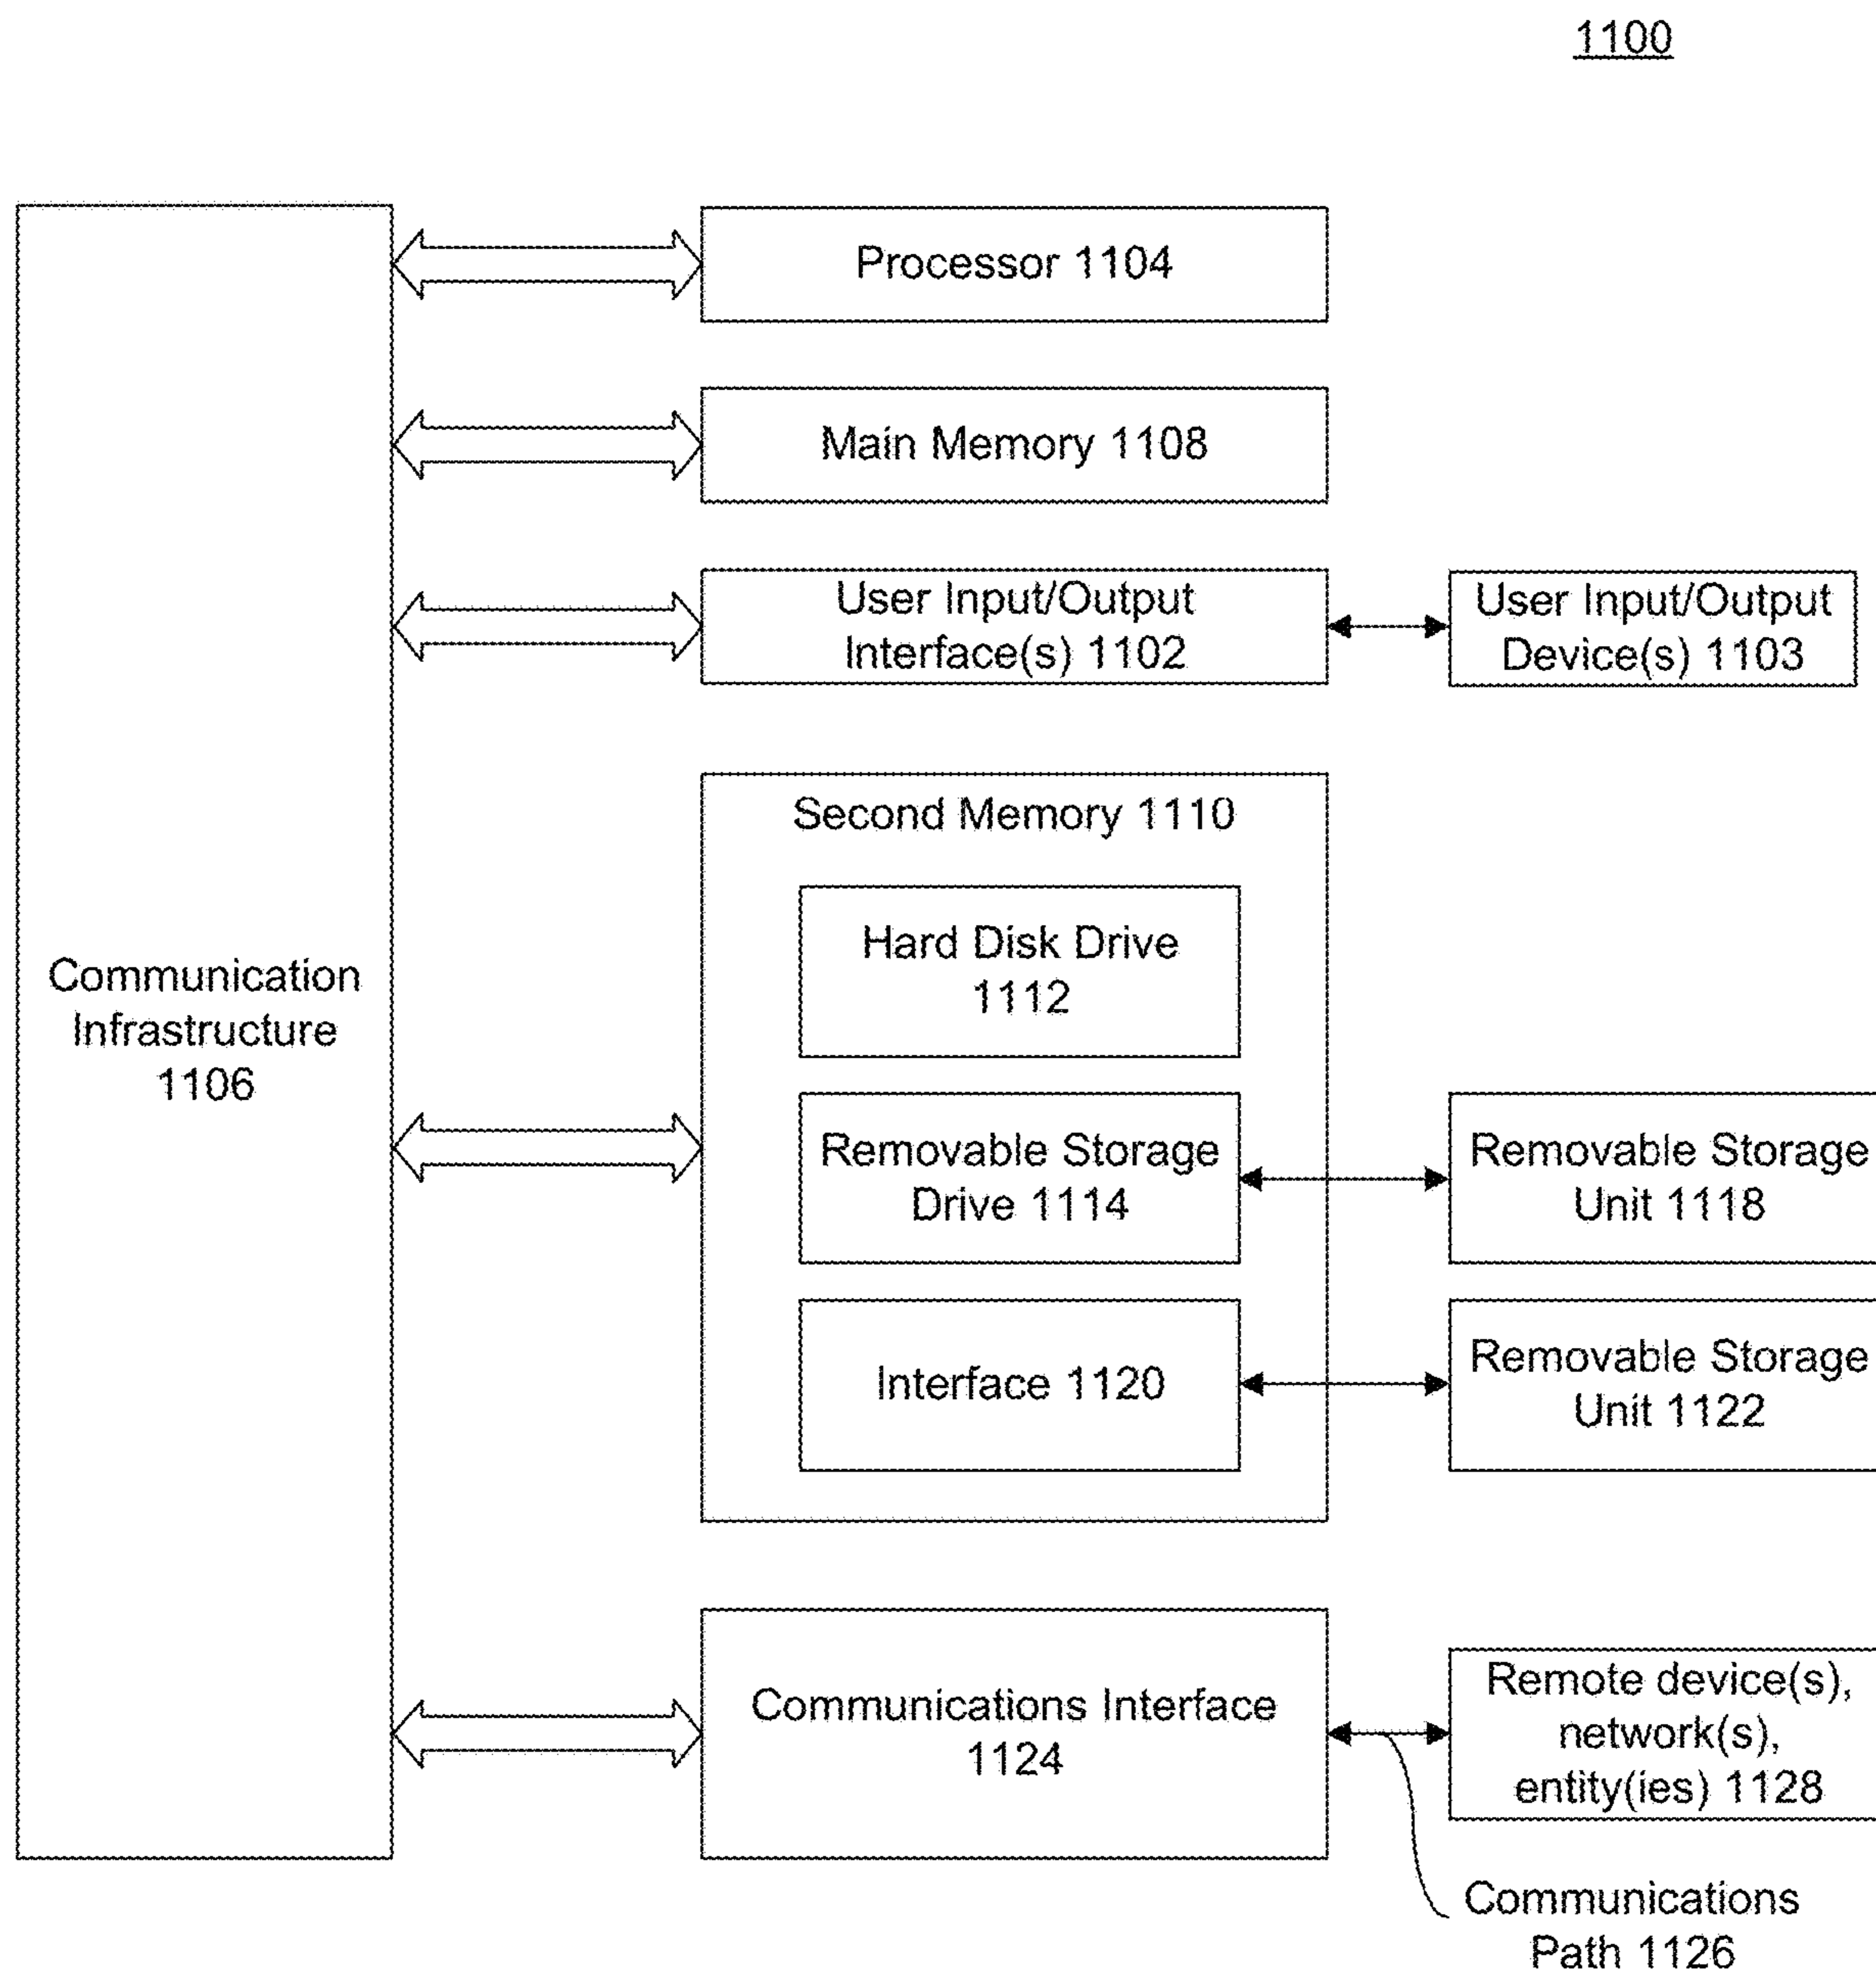 1100
Processor 1104
Main Memory 1108
User Input/Output
Interface(s) 1102
User Input/Output
Device(s) 1103
Second Memory 1110
Hard Disk Drive
1112
Communication
Infrastructure
1106
Removable Storage
Drive 1114
Removable Storage
Unit 1118
Interface 1120
Removable Storage
Unit 1122
Communications Interface
1124
Remote device(s),
network(s),
entity(ies) 1128
Communications
Path 1126